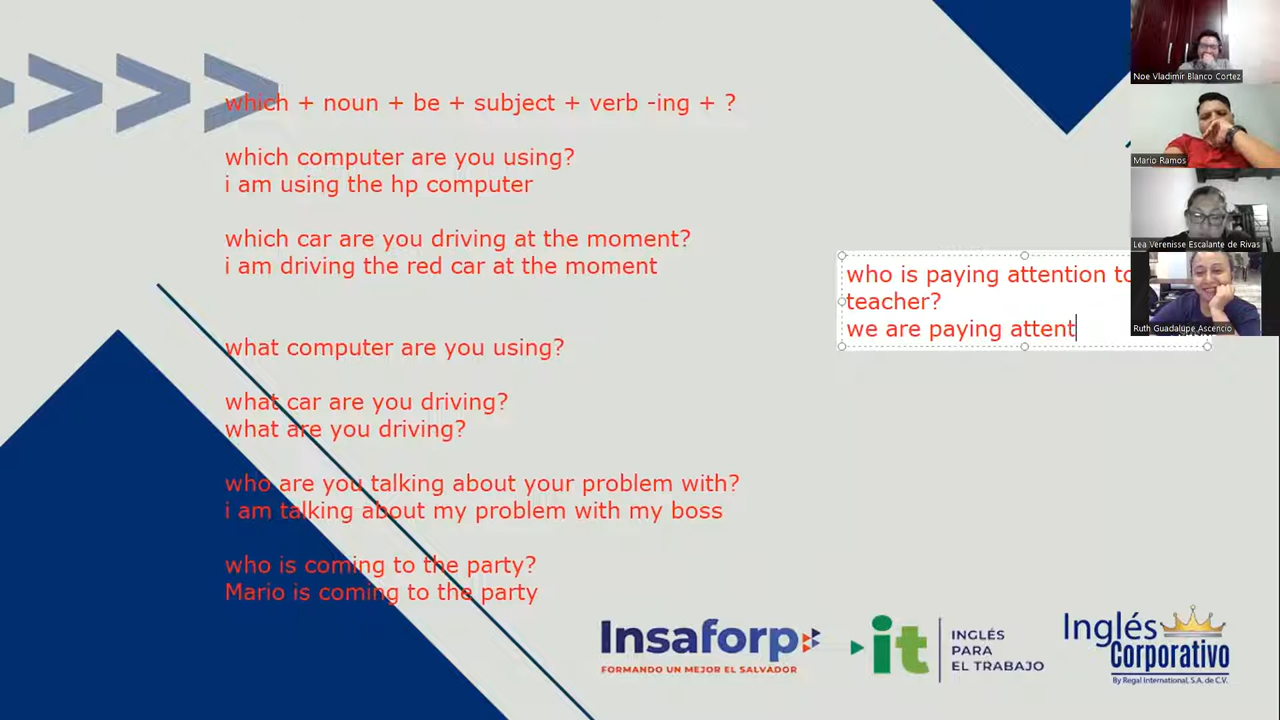 which + noun + be + subject + verb -ing + ?
which computer are you using?
i am using the hp computer
which car are you driving at the moment?
i am driving the red car at the moment
what computer are you using?
what car are you driving?
what are you driving?
who are you talking about your problem with?
i am talking about my problem with my boss
who is coming to the party?
Mario is coming to the party
who is paying attention to
teacher?
we are paying attent
Noe Vladimir Blanco Cortez
Mario Ramos
Lea Verenisse Escalante de Rivas
Ruth Guadalupe Ascencio
Insaforp
FORMANDO UN MEJOR EL SALVADOR
it
INGLÉS
PARA
EL TRABAJO
Inglés
Corporativo
By Regal International, S.A. de C.V.